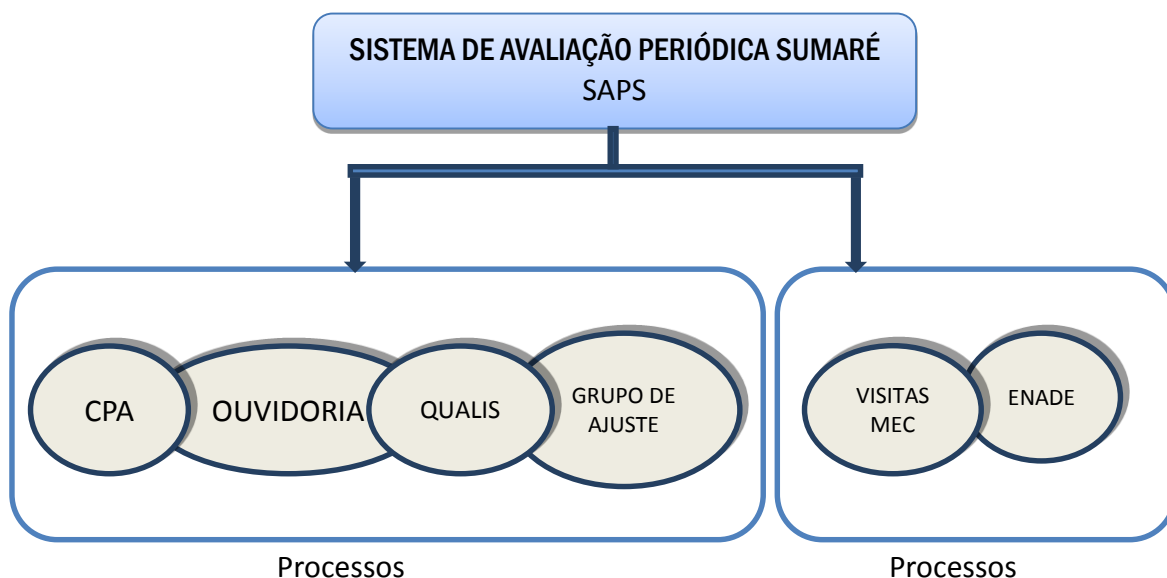 SISTEMA DE AVALIAÇÃO PERIÓDICA SUMARÉ
SAPS
CPA
OUVIDORIA
QUALIS
GRUPO DE
AJUSTE
VISITAS
MEC
ENADE
Processos
Processos